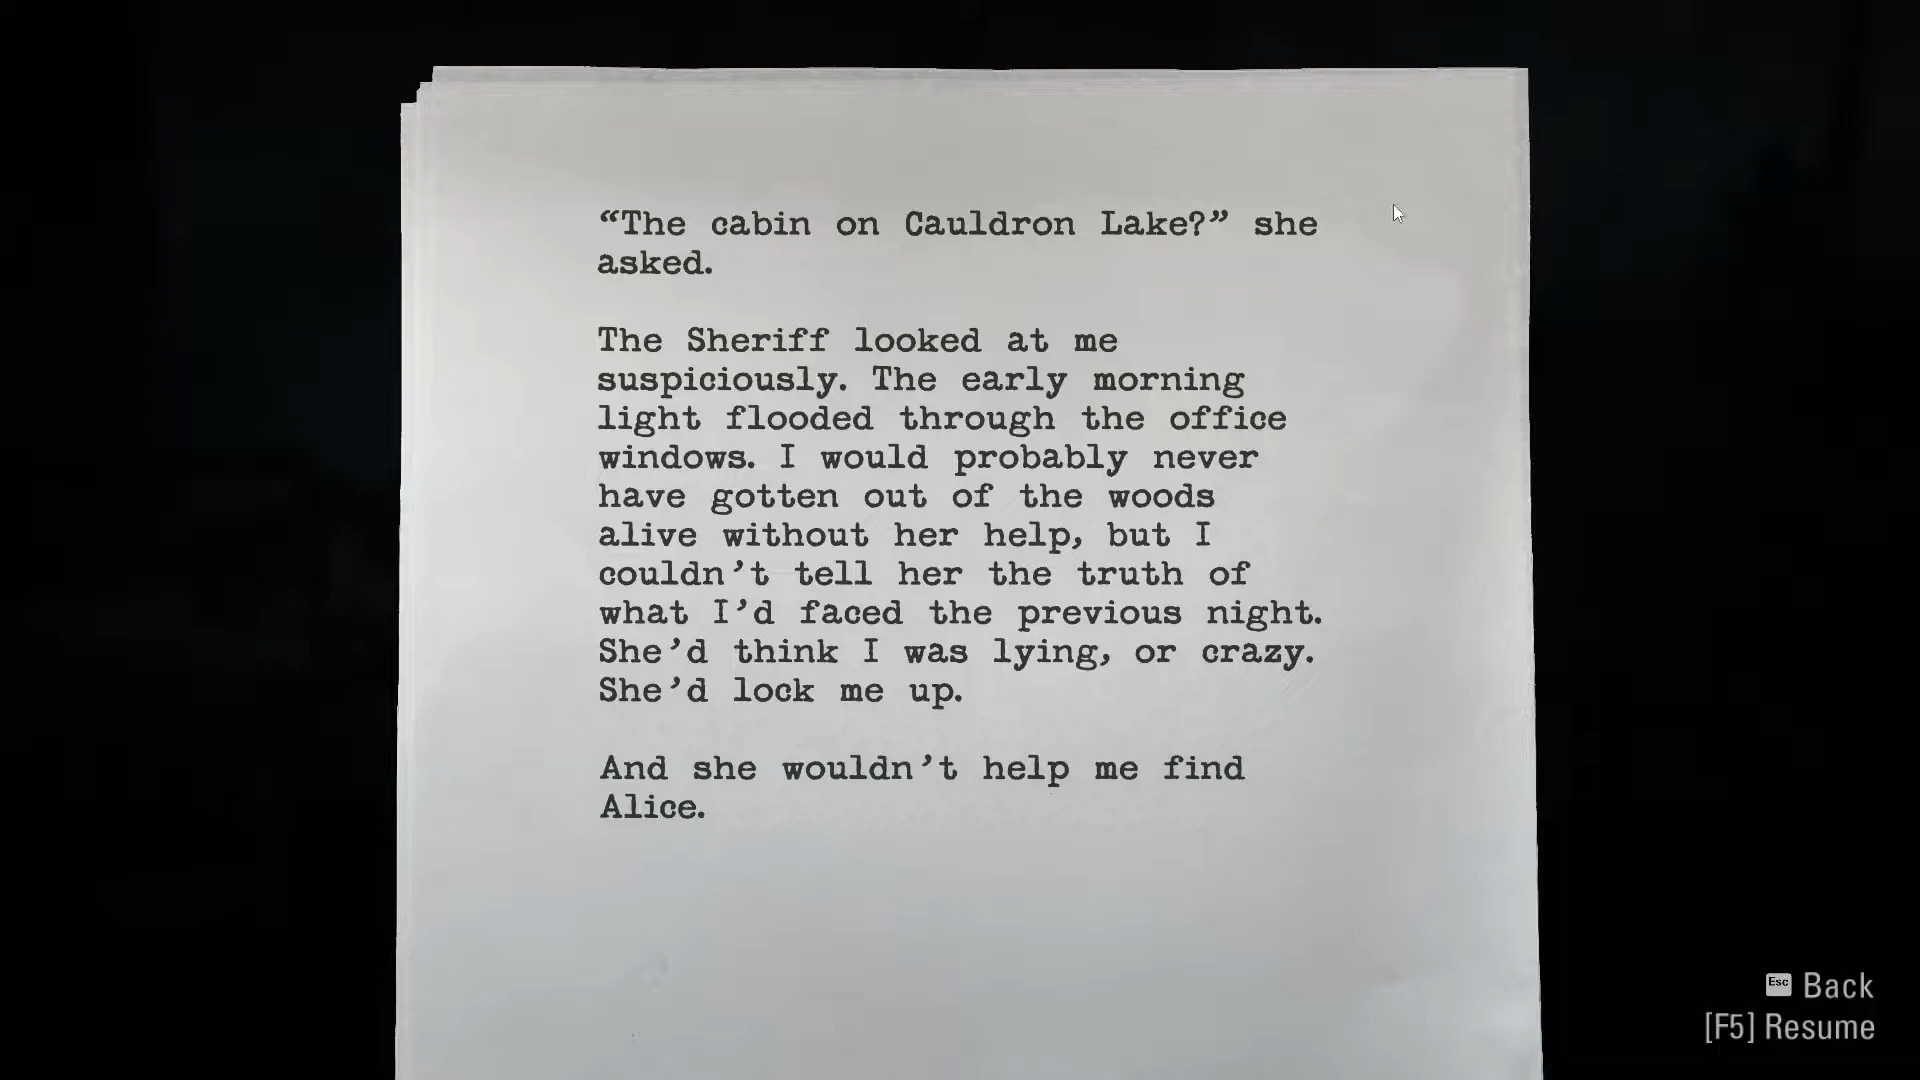 “The cabin on Cauldron Lake?” she
asked.
The Sheriff looked at me
suspiciously. The early morning
light flooded through the office
windows. I would probably never
have gotten out of the woods
alive without her help, but I
couldn’t tell her the truth of
what I’d faced the previous night.
She’d think I was lying, or crazy.
She’d lock me up.
And she wouldn’t help me find
Alice.
Esc Back
[F5] Resume